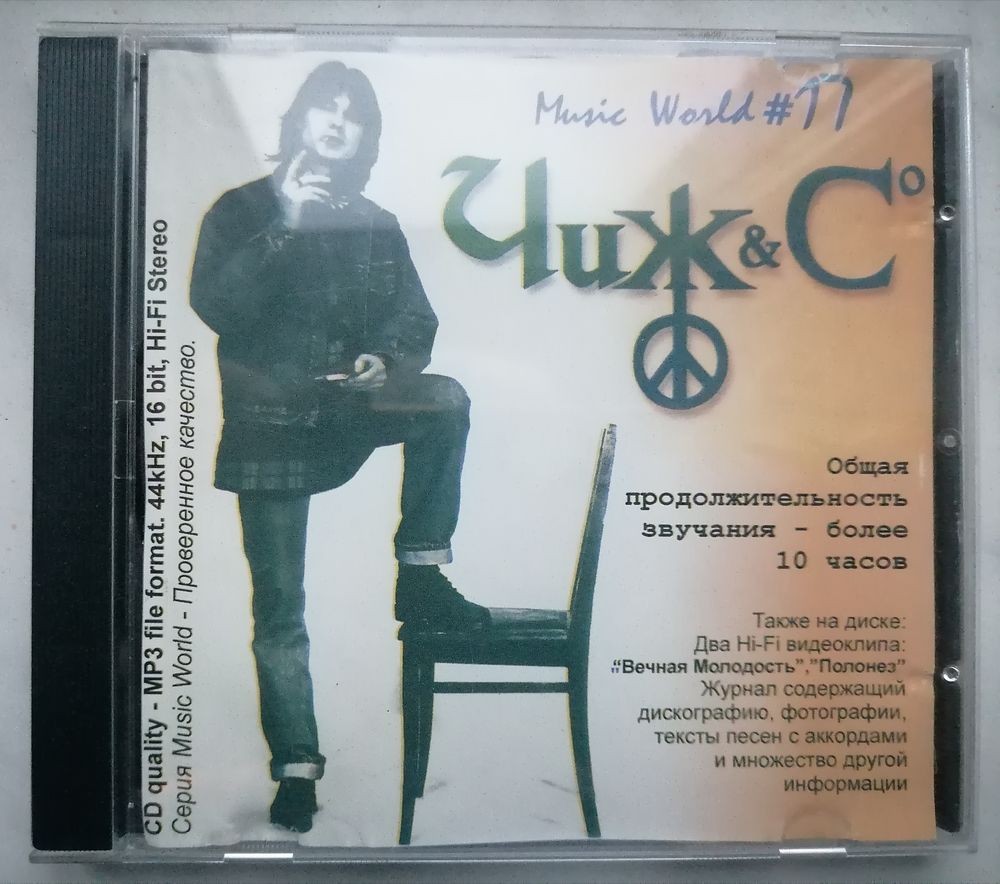 Music World #17
Чиж & Cº
Общая
продолжительность
звучания - более
10 часов
Также на диске:
Два Hi-Fi видеоклипа:
"Вечная Молодость","Полонез"
Журнал содержащий
дискографию, фотографии,
тексты песен с аккордами
и множество другой
информации
CD quality - MP3 file format. 44kHz, 16 bit, Hi-Fi Stereo
Серия Music World - Проверенное качество.